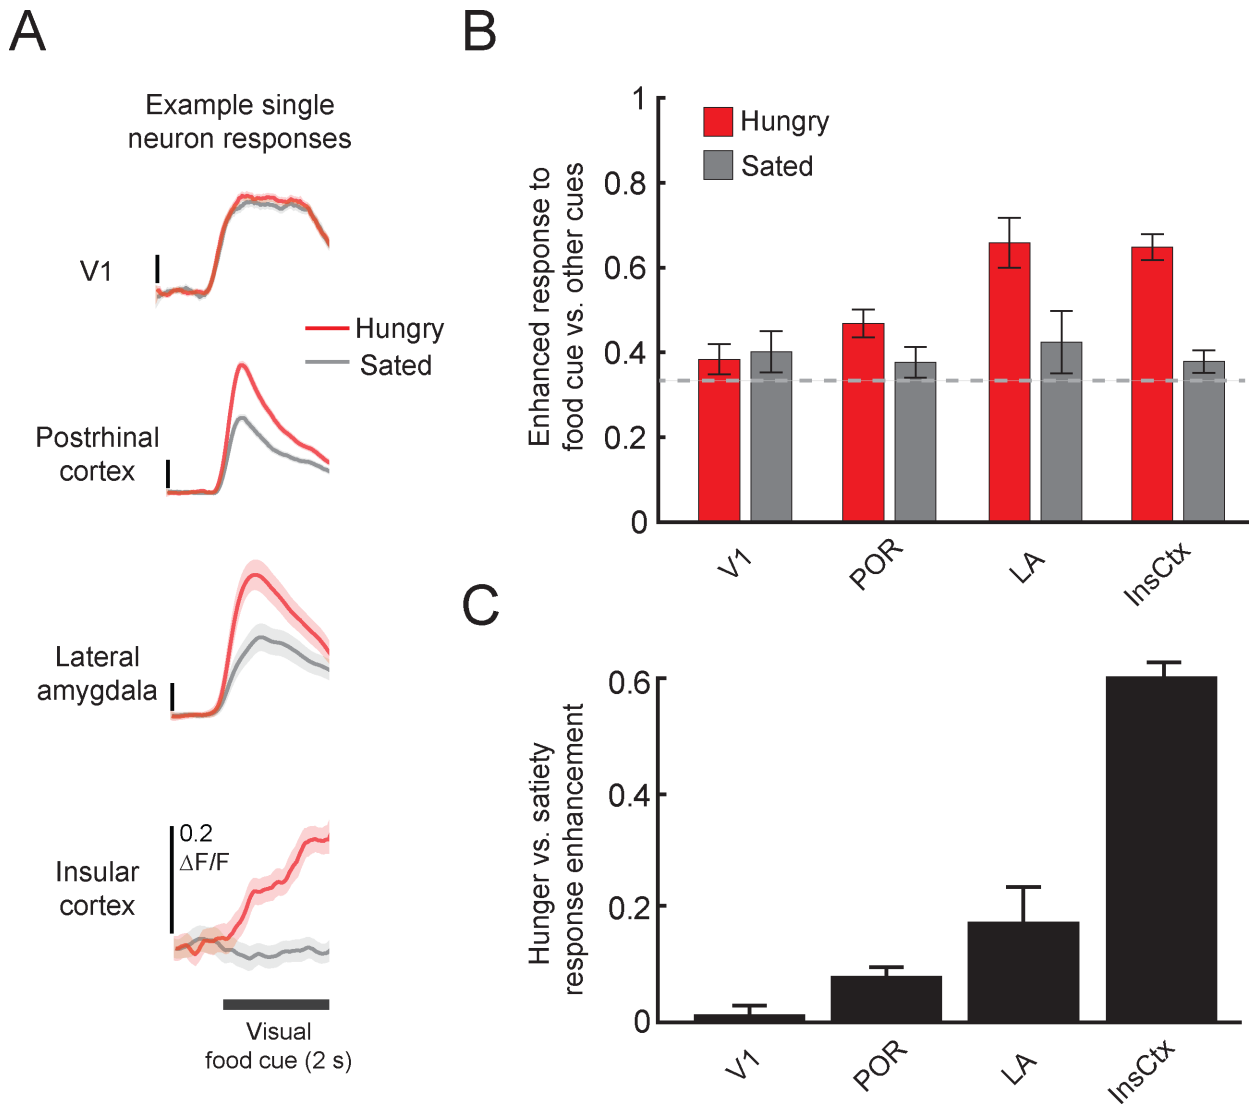 A
Example single
neuron responses
V1
Hungry
Sated
Postrhinal
cortex
Lateral
amygdala
0.2
ΔF/F
Insular
cortex
Visual
food cue (2 s)
B
Enhanced response to
food cue vs. other cues
1
0.8
0.6
0.4
0.2
0
Hungry
Sated
V1
POR
LA
InsCtx
C
Hunger vs. satiety
response enhancement
0.6
0.4
0.2
0
V1
POR
LA
InsCtx